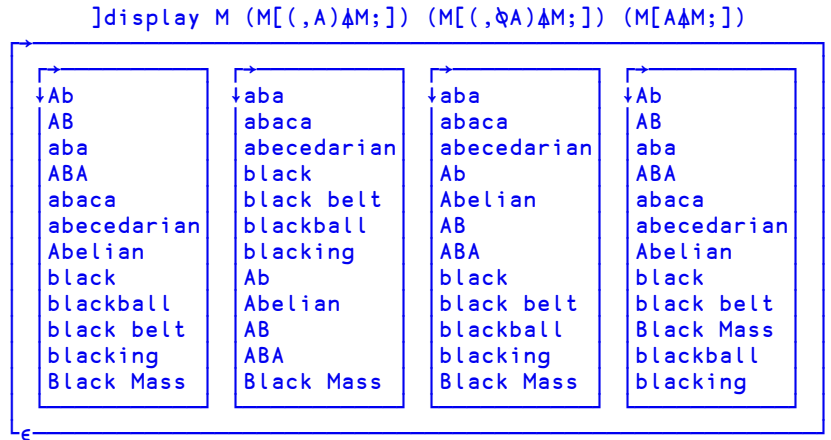 ]display M (M[(,A)⍋M;]) (M[(,⍉A)⍋M;]) (M[A⍋M;])
Ab aba aba Ab
AB abaca abaca AB
aba abecedarian abecedarian aba
ABA black Ab ABA
abaca black belt Abelian abaca
abecedarian blackball AB abecedarian
Abelian blacking ABA Abelian
black Ab black black
blackball Abelian black belt black belt
black belt AB blackball Black Mass
blacking ABA blacking blackball
Black Mass Black Mass Black Mass blacking